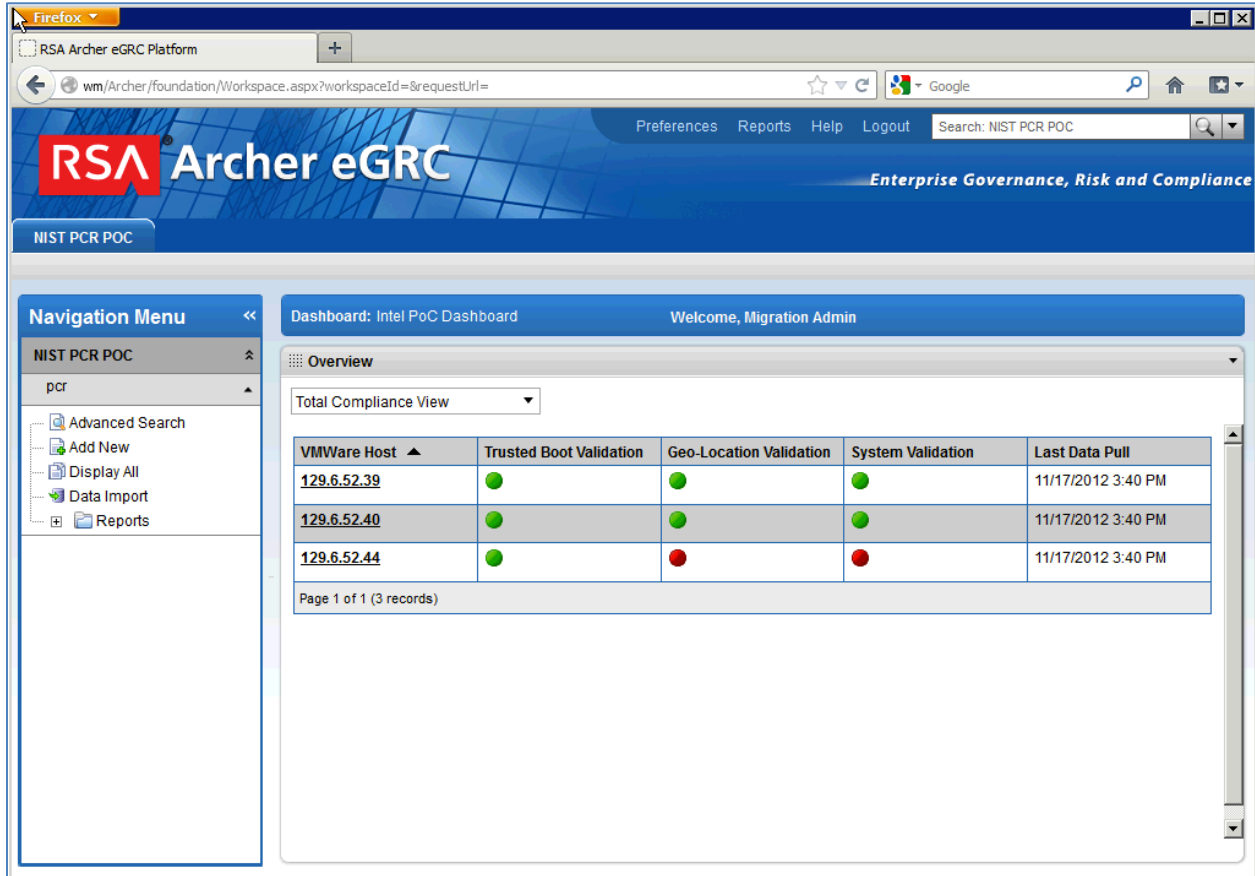 Firefox
RSA Archer eGRC Platform
+
wm/Archer/foundation/Workspace.aspx?workspaceId=&requestUrl=
Google
Preferences Reports Help Logout Search: NIST PCR POC
RSA Archer eGRC
Enterprise Governance, Risk and Compliance
NIST PCR POC
Navigation Menu «
Dashboard: Intel PoC Dashboard Welcome, Migration Admin
NIST PCR POC
Overview
pcr
Total Compliance View
Advanced Search
Add New
Display All
Data Import
Reports
VMWare Host Trusted Boot Validation Geo-Location Validation System Validation Last Data Pull
129.6.52.39 11/17/2012 3:40 PM
129.6.52.40 11/17/2012 3:40 PM
129.6.52.44 11/17/2012 3:40 PM
Page 1 of 1 (3 records)